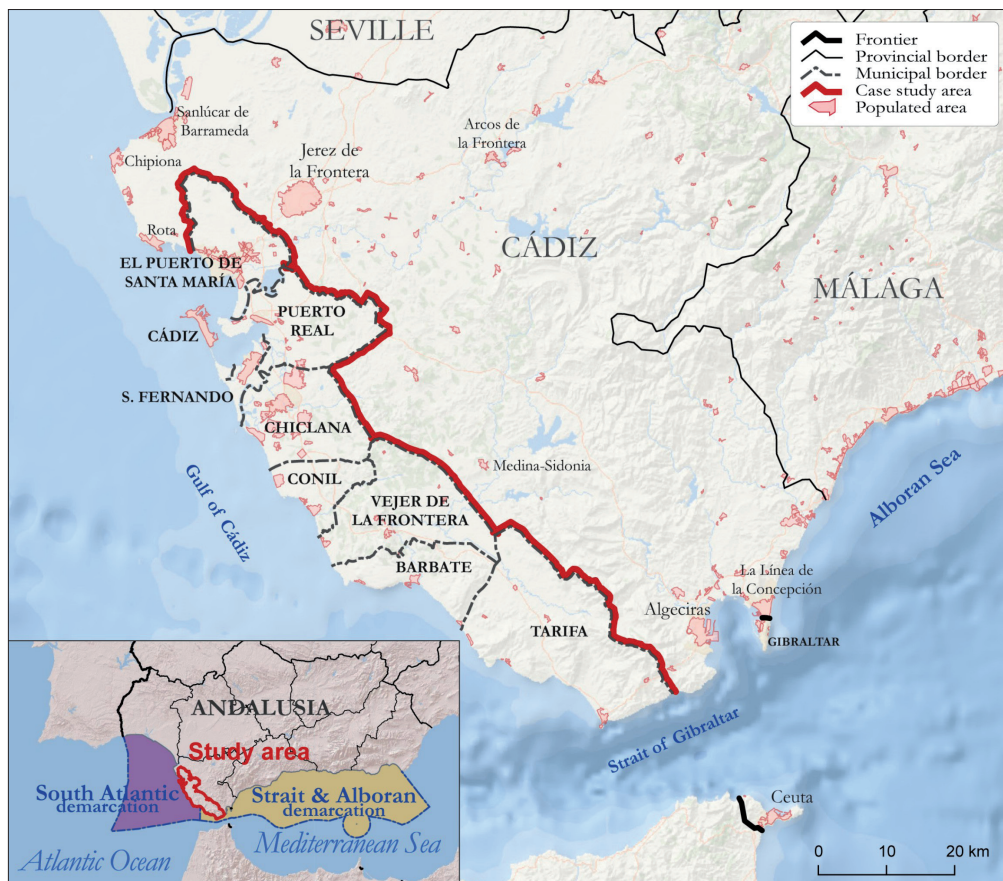 SEVILLE
Frontier
Provincial border
Municipal border
Case study area
Populated area
Sanlúcar de
Barrameda
Chipiona
Arcos de
la Frontera
Jerez de
la Frontera
Rota
CÁDIZ
EL PUERTO DE
SANTA MARÍA
MÁLAGA
PUERTO
REAL
CÁDIZ
S. FERNANDO
CHICLANA
Medina-Sidonia
CONIL
Gulf of Cádiz
VEJER DE
LA FRONTERA
Alboran Sea
BARBATE
La Línea de
la Concepción
Algeciras
TARIFA
GIBRALTAR
Strait of Gibraltar
Ceuta
0 10 20 km
ANDALUSIA
Study area
South Atlantic
demarcation
Strait & Alboran
demarcation
Mediterranean Sea
Atlantic Ocean